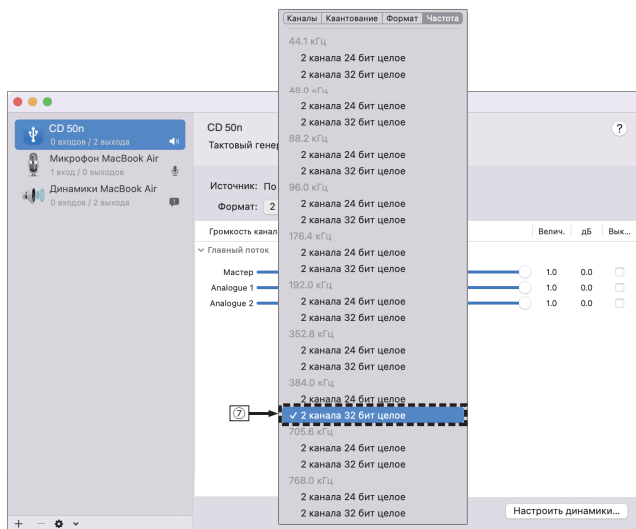 Каналы Квантование Формат Частота
44.1 кГц
2 канала 24 бит целое
2 канала 32 бит целое
48.0 кГц
2 канала 24 бит целое
2 канала 32 бит целое
88.2 кГц
2 канала 24 бит целое
2 канала 32 бит целое
96.0 кГц
2 канала 24 бит целое
2 канала 32 бит целое
176.4 кГц
2 канала 24 бит целое
2 канала 32 бит целое
192.0 кГц
2 канала 24 бит целое
2 канала 32 бит целое
352.8 кГц
2 канала 24 бит целое
2 канала 32 бит целое
384.0 кГц
2 канала 24 бит целое
⑦ ✓ 2 канала 32 бит целое
705.6 кГц
2 канала 24 бит целое
2 канала 32 бит целое
768.0 кГц
2 канала 24 бит целое
2 канала 32 бит целое
CD 50n
0 входов / 2 выхода
Микрофон MacBook Air
1 вход / 0 выходов
Динамики MacBook Air
0 входов / 2 выхода
CD 50n ?
Тактовый генер
Источник: По
Формат: 2
Громкость канал Велич. дБ Вык...
Главный поток
Мастер 1.0 0.0
Analogue 1 1.0 0.0
Analogue 2 1.0 0.0
Настроить динамики...